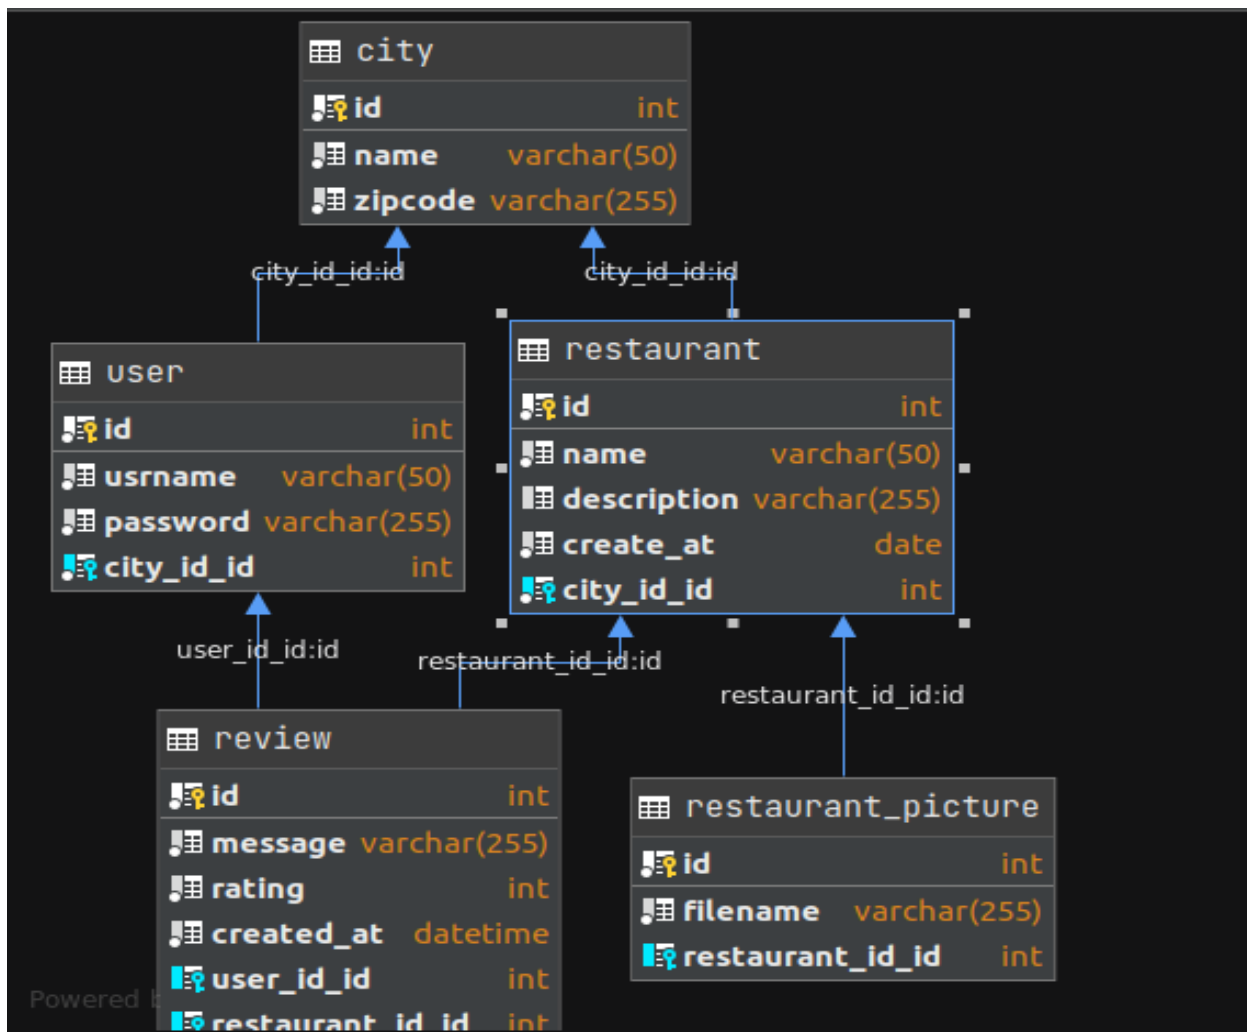 city
id int
name varchar(50)
zipcode varchar(255)
city_id_id:id
city_id_id:id
user
id int
usrname varchar(50)
password varchar(255)
city_id_id int
restaurant
id int
name varchar(50)
description varchar(255)
create_at date
city_id_id int
user_id_id:id
restaurant_id_id:id
restaurant_id_id:id
review
id int
message varchar(255)
rating int
created_at datetime
user_id_id int
restaurant_id_id int
restaurant_picture
id int
filename varchar(255)
restaurant_id_id int
Powered